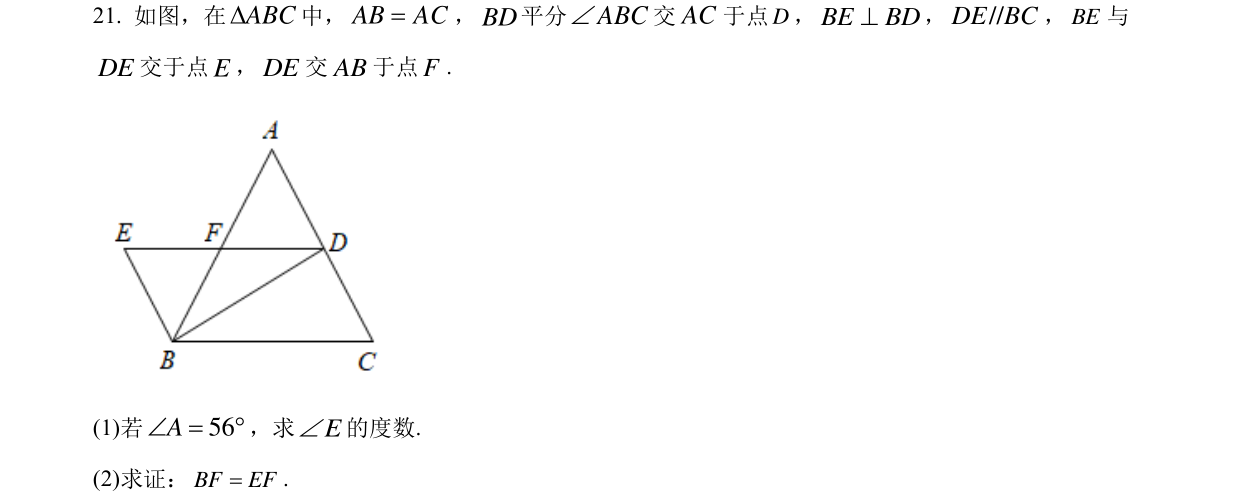 21. 如图，在ΔABC中，AB = AC，BD平分∠ABC交AC于点D，BE ⊥ BD，DE//BC，BE与
DE交于点E，DE交AB于点F．
A
E
F
D
B
C
(1)若∠A = 56°，求∠E的度数.
(2)求证：BF = EF．